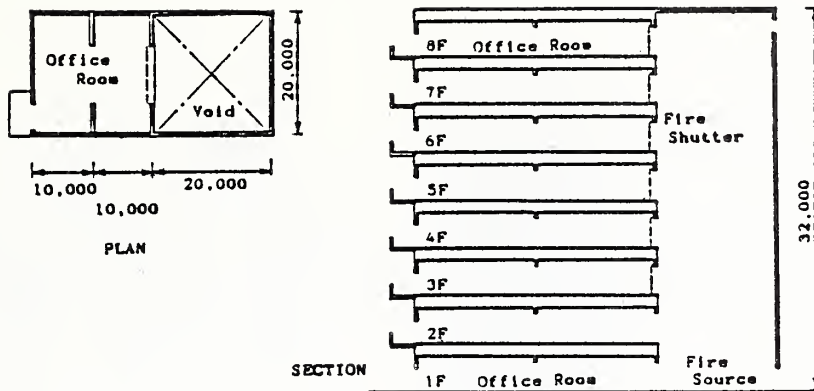 Office
Room
Void
20,000
10,000
10,000
20,000
PLAN
8F Office Room
7F
Fire
Shutter
6F
5F
4F
3F
2F
32,000
SECTION
1F Office Room
Fire
Source